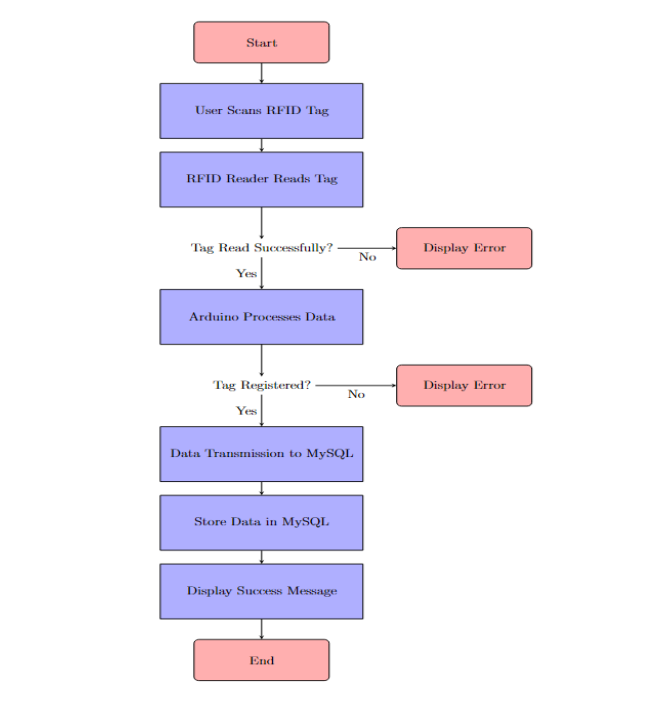 Start
User Scans RFID Tag
RFID Reader Reads Tag
Tag Read Successfully?
No
Display Error
Yes
Arduino Processes Data
Tag Registered?
No
Display Error
Yes
Data Transmission to MySQL
Store Data in MySQL
Display Success Message
End